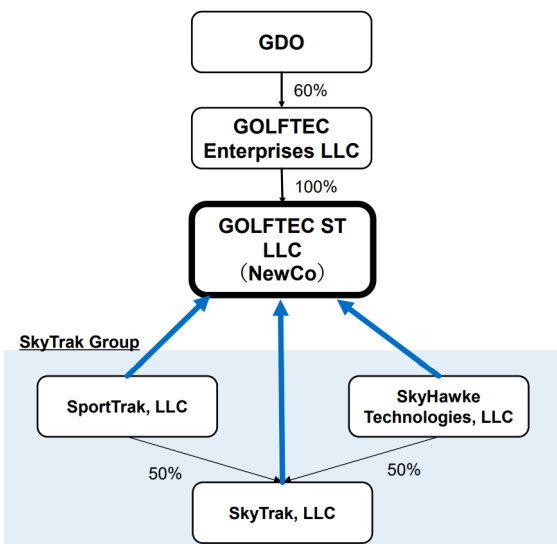 GDO
60%
GOLFTEC
Enterprises LLC
100%
GOLFTEC ST
LLC
（NewCo）
SkyTrak Group
SportTrak, LLC
SkyHawke
Technologies, LLC
50%
50%
SkyTrak, LLC